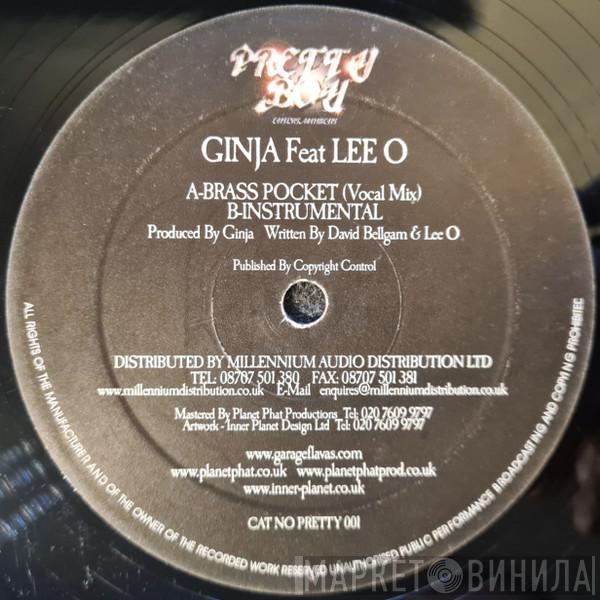 PRETTY
BOY
GINJA Feat LEE O
A-BRASS POCKET (Vocal Mix)
B-INSTRUMENTAL
Produced By Ginja Written By David Bellgam & Lee O
Published By Copyright Control
DISTRIBUTED BY MILLENNIUM AUDIO DISTRIBUTION LTD
TEL: 08707 501 380 FAX: 08707 501 381
www.millenniumdistribution.co.uk E-Mail enquires@millenniumdistribution.co.uk
Mastered By Planet Phat Productions Tel: 020 7609 9797
Artwork - Inner Planet Design Ltd Tel: 020 7609 9797
www.garageflavas.com
www.planetphat.co.uk www.planetphatprod.co.uk
www.inner-planet.co.uk
CAT NO PRETTY 001
ALL RIGHTS OF THE MANUFACTURER AND OF THE OWNER OF THE RECORDED WORK RESERVED UNAUTHORISED PUBLIC PERFORMANCE BROADCASTING AND COPYING PROHIBITED
МАРКЕТ ВИНИЛА